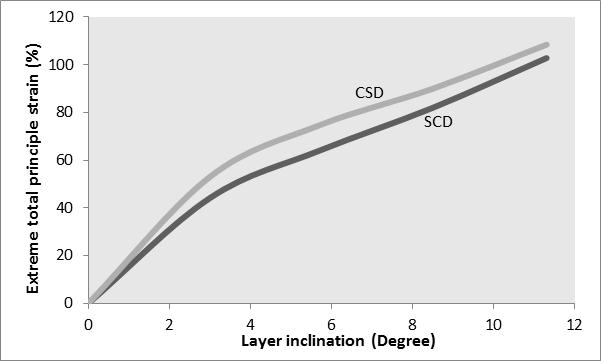 Extreme total principle strain (%)
120
100
80
60
40
20
0
CSD
SCD
0 2 4 6 8 10 12
Layer inclination (Degree)